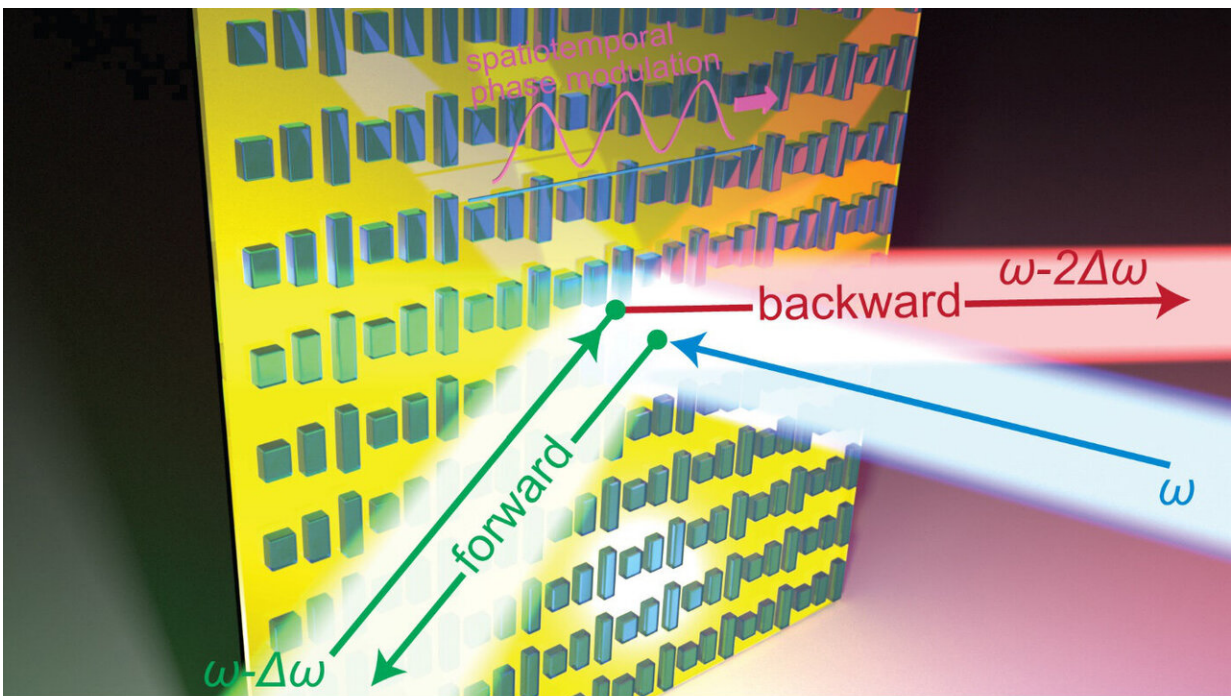 spatiotemporal
phase modulation
ω-2Δω
backward
forward
ω
ω-Δω